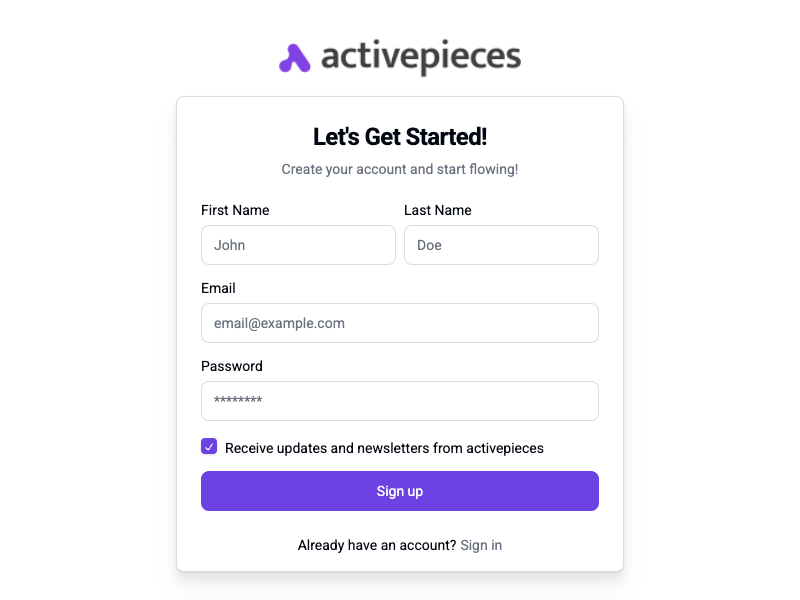 activepieces
Let's Get Started!
Create your account and start flowing!
First Name
Last Name
John
Doe
Email
email@example.com
Password
********
Receive updates and newsletters from activepieces
Sign up
Already have an account? Sign in